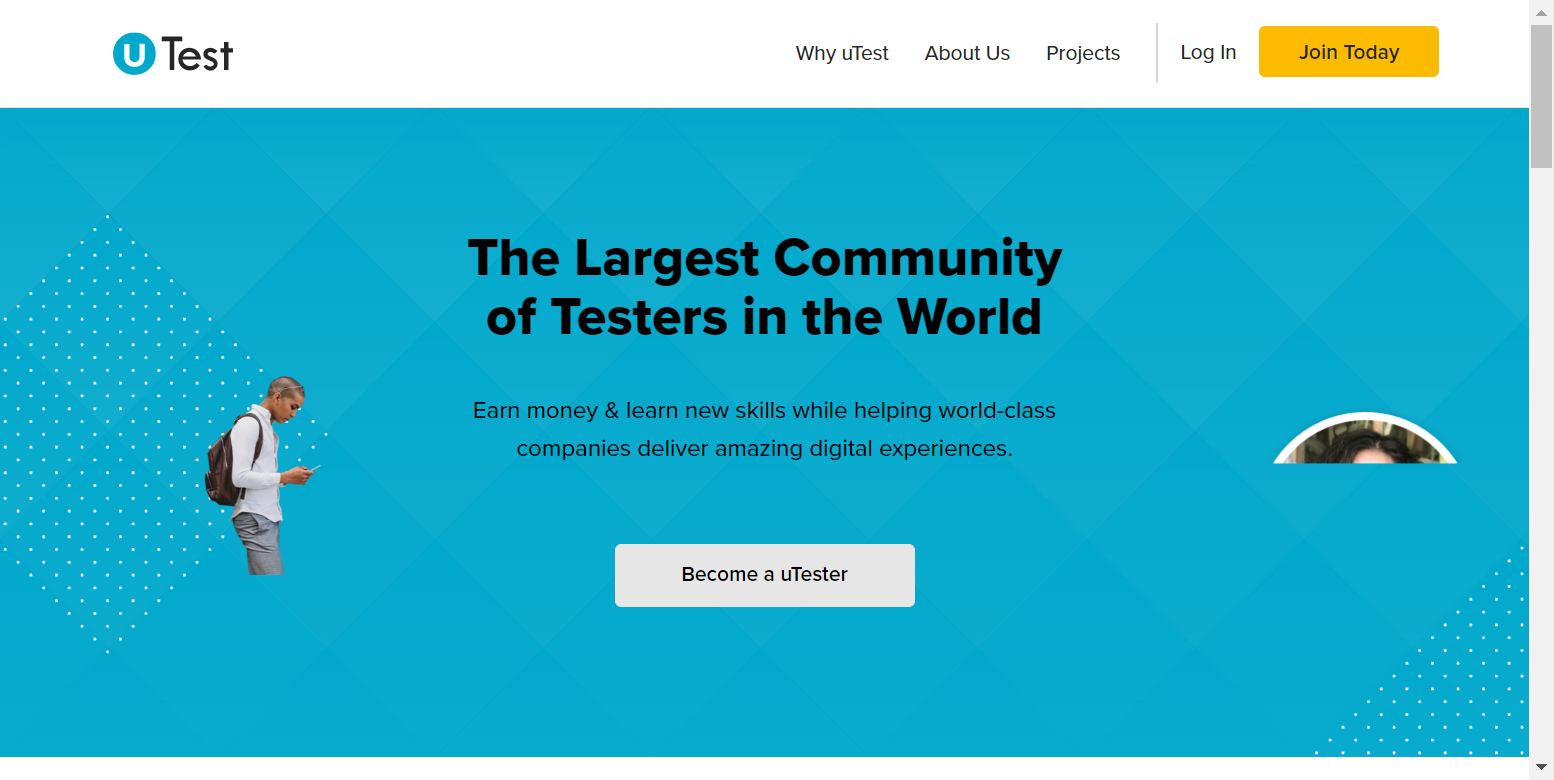 uTest
Why uTest
About Us
Projects
Log In
Join Today
The Largest Community
of Testers in the World
Earn money & learn new skills while helping world-class
companies deliver amazing digital experiences.
Become a uTester